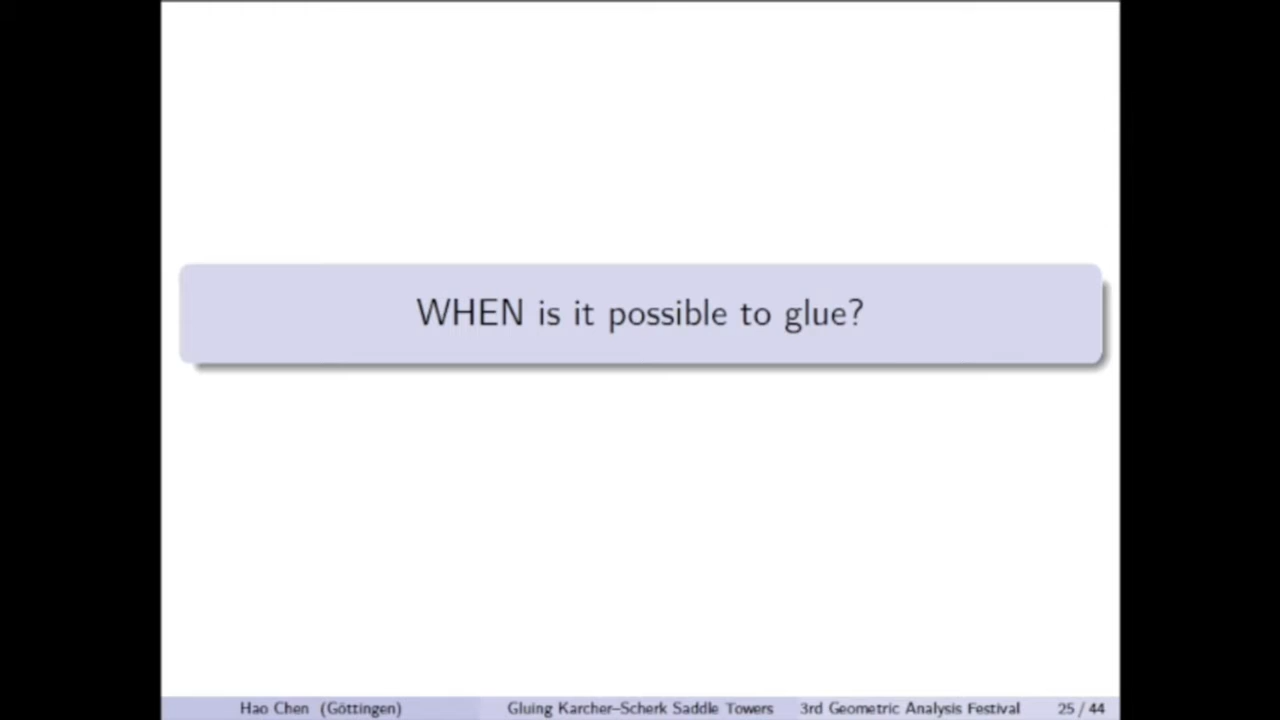 WHEN is it possible to glue?
Hao Chen (Göttingen) Gluing Karcher–Scherk Saddle Towers 3rd Geometric Analysis Festival 25 / 44